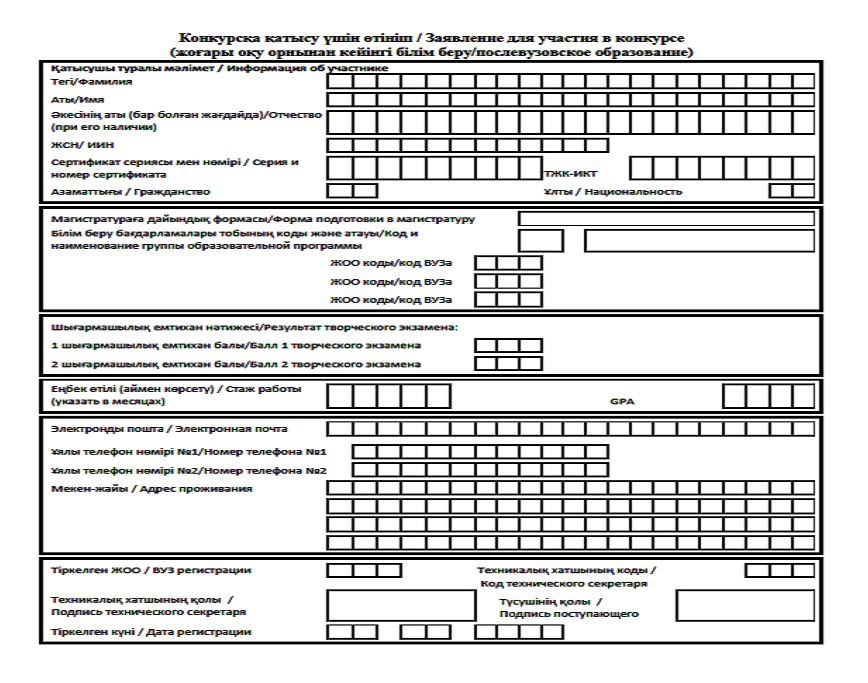 Конкурсқа қатысу үшін өтініш / Заявление для участия в конкурсе
(жоғары оқу орнынан кейінгі білім беру/послевузовское образование)
Қатысушы туралы мәлімет / Информация об участнике
Тегі/Фамилия
Аты/Имя
Әкесінің аты (бар болған жағдайда)/Отчество
(при его наличии)
ЖСН/ ИИН
Сертификат сериясы мен нөмірі / Серия и
номер сертификата
ТЖК-ИКТ
Азаматтығы / Гражданство
Ұлты / Национальность
Магистратураға дайындық формасы/Форма подготовки в магистратуру
Білім беру бағдарламалары тобының коды және атауы/Код и
наименование группы образовательной программы
ЖОО коды/код ВУЗа
ЖОО коды/код ВУЗа
ЖОО коды/код ВУЗа
Шығармашылық емтихан нәтижесі/Результат творческого экзамена:
1 шығармашылық емтихан балы/Балл 1 творческого экзамена
2 шығармашылық емтихан балы/Балл 2 творческого экзамена
Еңбек өтілі (аймен көрсету) / Стаж работы
(указать в месяцах)
GPA
Электронды пошта / Электронная почта
Ұялы телефон нөмірі №1/Номер телефона №1
Ұялы телефон нөмірі №2/Номер телефона №2
Мекен-жайы / Адрес проживания
Тіркелген ЖОО / ВУЗ регистрации
Техникалық хатшының коды /
Код технического секретаря
Техникалық хатшының қолы /
Подпись технического секретаря
Түсушінің қолы /
Подпись поступающего
Тіркелген күні / Дата регистрации